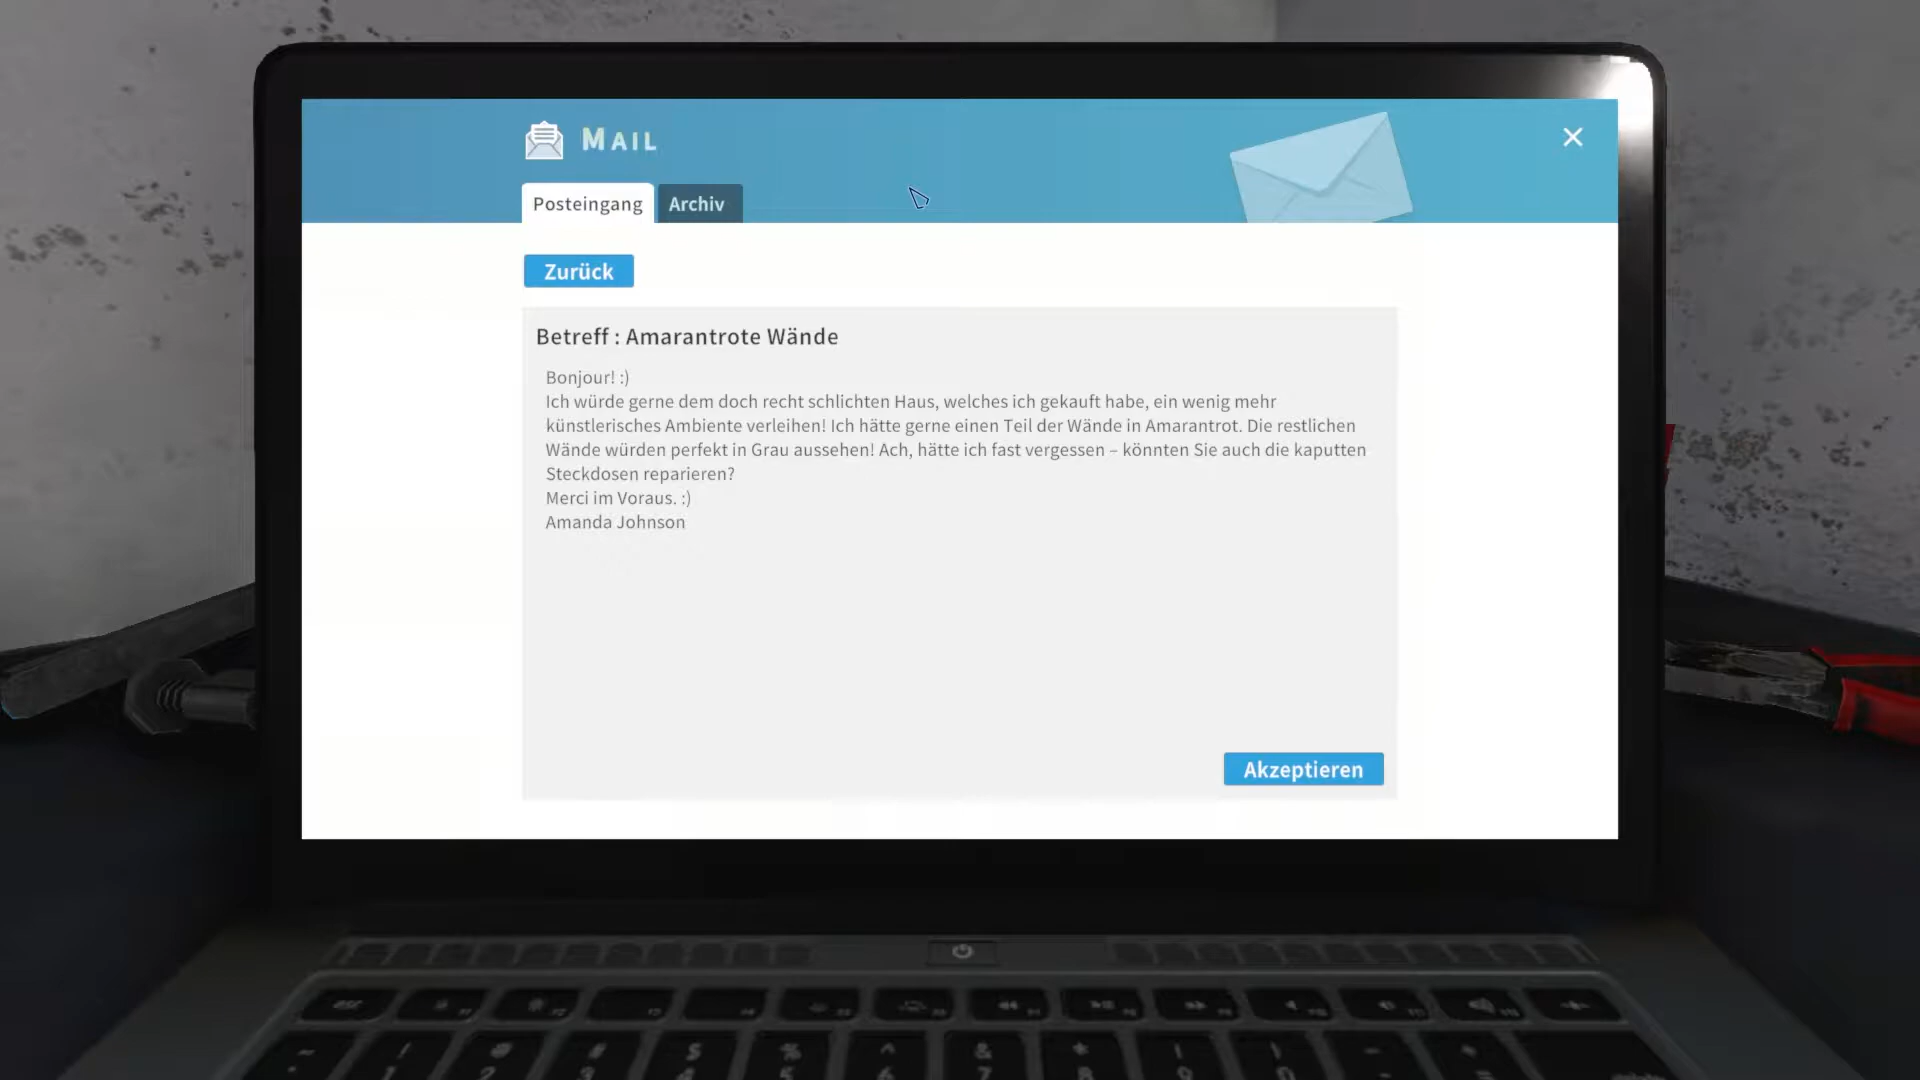 MAIL
Posteingang Archiv
Zurück
Betreff : Amarantrote Wände
Bonjour! :)
Ich würde gerne dem doch recht schlichten Haus, welches ich gekauft habe, ein wenig mehr
künstlerisches Ambiente verleihen! Ich hätte gerne einen Teil der Wände in Amarantrot. Die restlichen
Wände würden perfekt in Grau aussehen! Ach, hätte ich fast vergessen – könnten Sie auch die kaputten
Steckdosen reparieren?
Merci im Voraus. :)
Amanda Johnson
Akzeptieren
esc